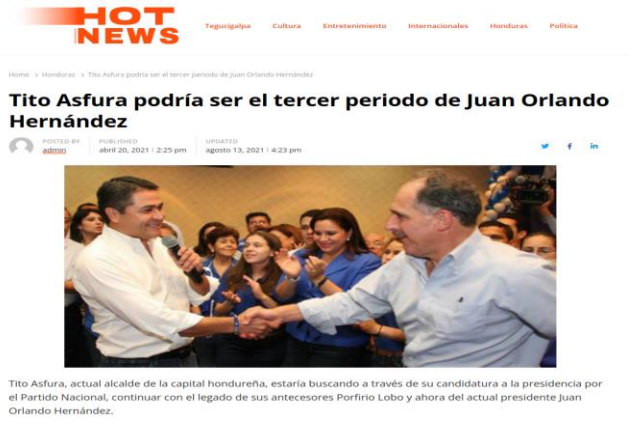 HOT
NEWS
Tegucigalpa Cultura Entretenimiento Internacionales Honduras Política
Home > Honduras > Tito Asfura podría ser el tercer periodo de Juan Orlando Hernández
Tito Asfura podría ser el tercer periodo de Juan Orlando
Hernández
POSTED BY PUBLISHED UPDATED
admin abril 20, 2021 | 2:25 pm agosto 13, 2021 | 4:23 pm
Tito Asfura, actual alcalde de la capital hondureña, estaría buscando a través de su candidatura a la presidencia por
el Partido Nacional, continuar con el legado de sus antecesores Porfirio Lobo y ahora del actual presidente Juan
Orlando Hernández.